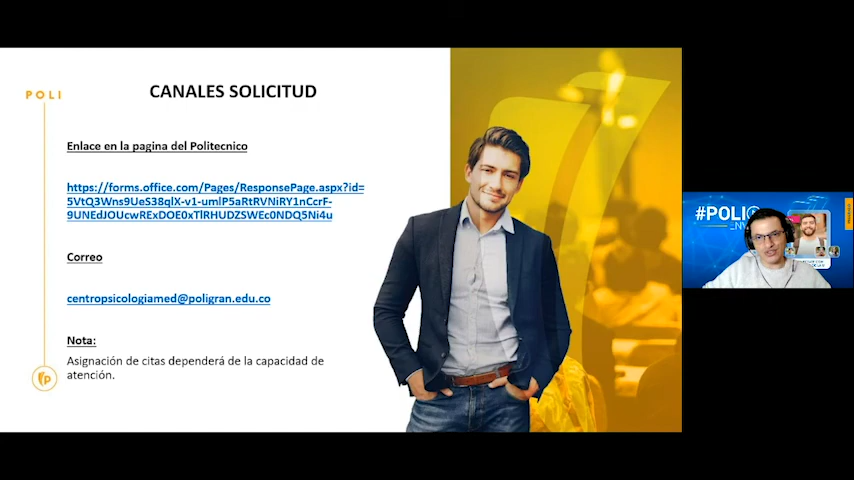 POLI
CANALES SOLICITUD
Enlace en la pagina del Politecnico
https://forms.office.com/Pages/ResponsePage.aspx?id=
5VtQ3Wns9UeS38qlX-v1-umlP5aRtRVNiRY1nCcrF-
9UNEdJOUcwRExDOE0xTlRHUDZSWEc0NDQ5Ni4u
Correo
centropsicologiamed@poligran.edu.co
Nota:
Asignación de citas dependerá de la capacidad de
atención.
#POLI